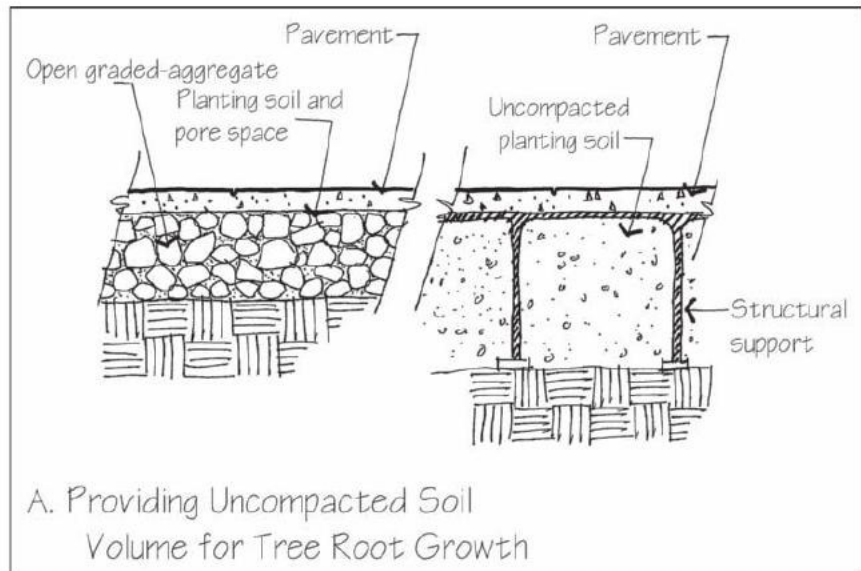 Pavement
Open graded-aggregate
Planting soil and
pore space
Pavement
Uncompacted
planting soil
Structural
support
A. Providing Uncompacted Soil
Volume for Tree Root Growth